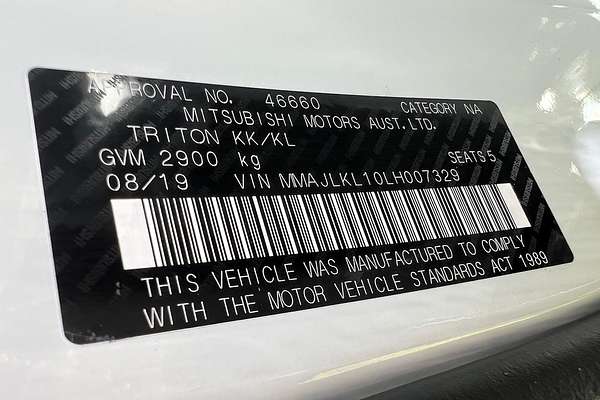 APPROVAL NO. 46660 CATEGORY NA
MITSUBISHI MOTORS AUST. LTD.
TRITON KK/KL
GVM 2900 kg SEATS 5
08/19 VIN MMAJLKL10LH007329
THIS VEHICLE WAS MANUFACTURED TO COMPLY
WITH THE MOTOR VEHICLE STANDARDS ACT 1989